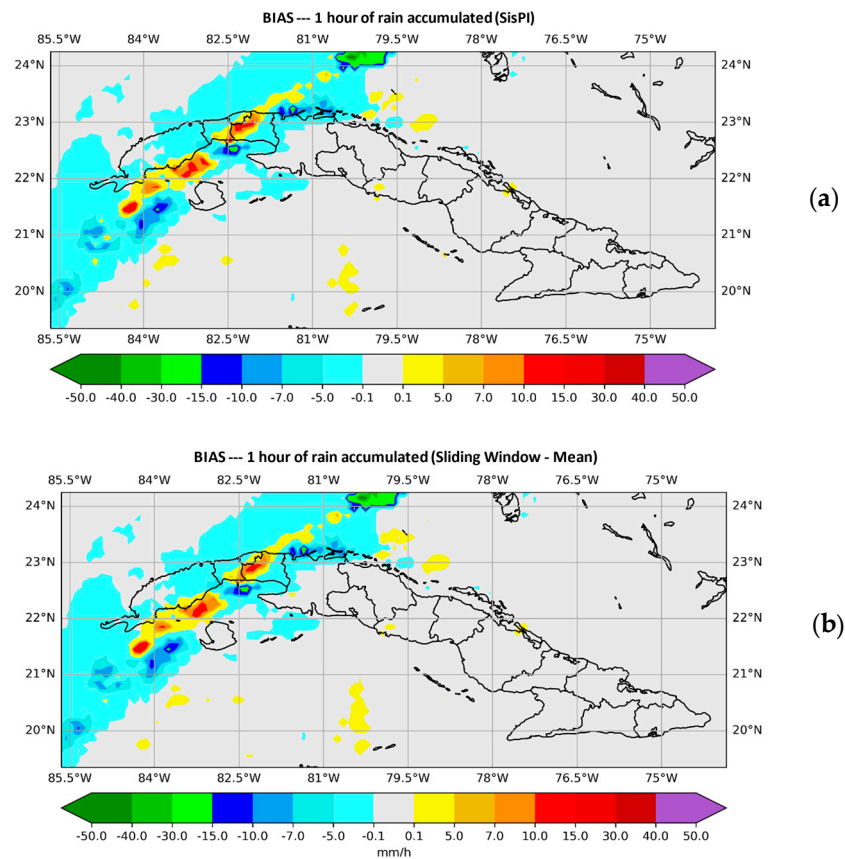 BIAS --- 1 hour of rain accumulated (SisPI)
85.5°W 84°W 82.5°W 81°W 79.5°W 78°W 76.5°W 75°W
24°N 24°N
23°N 23°N
22°N 22°N
21°N 21°N
20°N 20°N
85.5°W 84°W 82.5°W 81°W 79.5°W 78°W 76.5°W 75°W
(a)
-50.0 -40.0 -30.0 -15.0 -10.0 -7.0 -5.0 -0.1 0.1 5.0 7.0 10.0 15.0 30.0 40.0 50.0
BIAS --- 1 hour of rain accumulated (Sliding Window - Mean)
85.5°W 84°W 82.5°W 81°W 79.5°W 78°W 76.5°W 75°W
24°N 24°N
23°N 23°N
22°N 22°N
21°N 21°N
20°N 20°N
85.5°W 84°W 82.5°W 81°W 79.5°W 78°W 76.5°W 75°W
(b)
-50.0 -40.0 -30.0 -15.0 -10.0 -7.0 -5.0 -0.1 0.1 5.0 7.0 10.0 15.0 30.0 40.0 50.0
mm/h